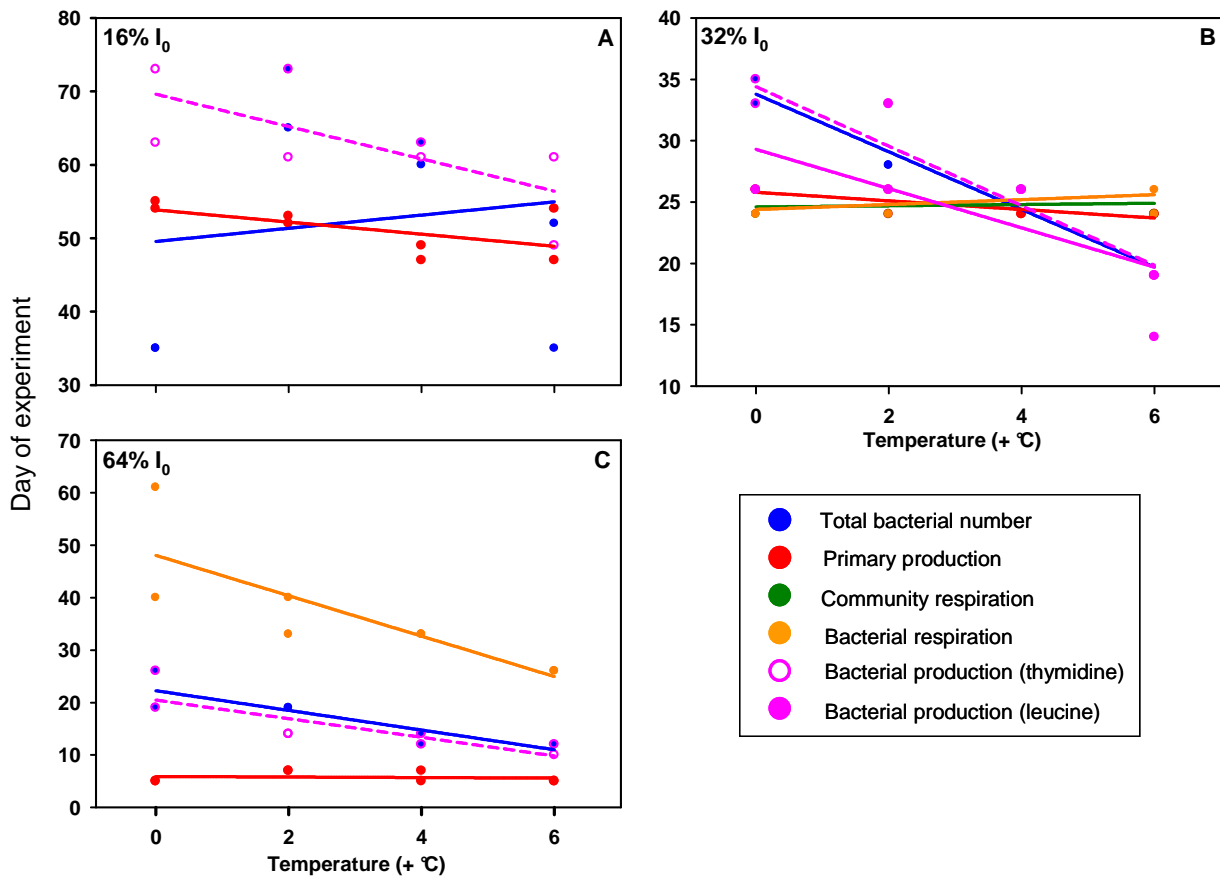 16% I0
A
80
70
60
50
40
30
32% I0
B
40
35
30
25
20
15
10
0 2 4 6
Temperature (+ °C)
Day of experiment
64% I0
C
70
60
50
40
30
20
10
0
0 2 4 6
Temperature (+ °C)
Total bacterial number
Primary production
Community respiration
Bacterial respiration
Bacterial production (thymidine)
Bacterial production (leucine)